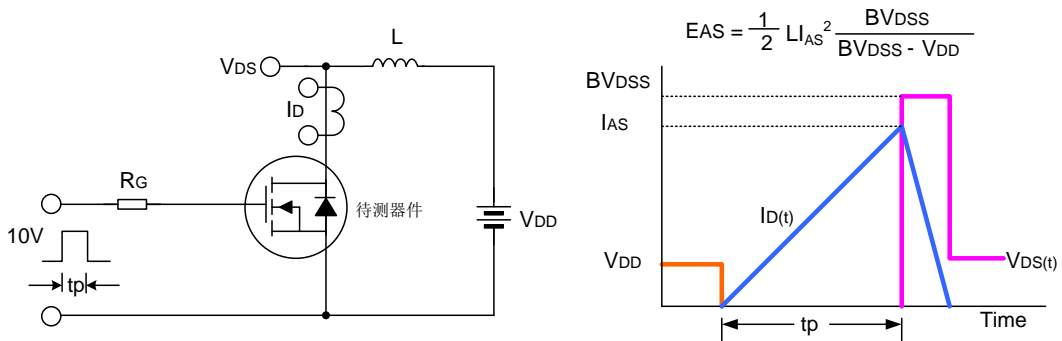 L
VDS
ID
RG
待测器件
VDD
10V
tp
EAS = 1/2 LIAS² BVDSS / (BVDSS - VDD)
BVDSS
IAS
ID(t)
VDD
VDS(t)
tp
Time